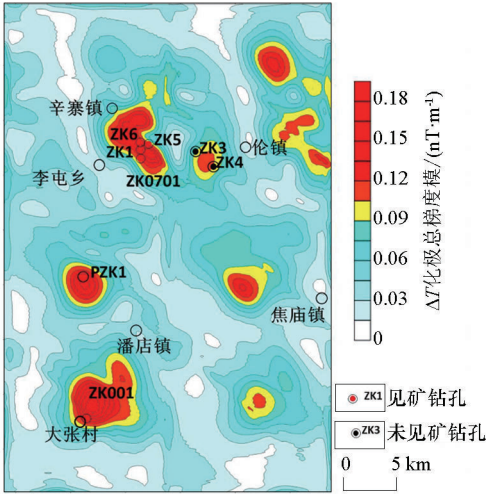 辛寨镇
ZK6
ZK5
ZK1
ZK3
伦镇
ZK4
李屯乡
ZK0701
PZK1
焦庙镇
潘店镇
ZK001
大张村
0.18
0.15
0.12
0.09
0.06
0.03
0
ΔT化极总梯度模/(nT·m⁻¹)
ZK1 见矿钻孔
ZK3 未见矿钻孔
0 5 km